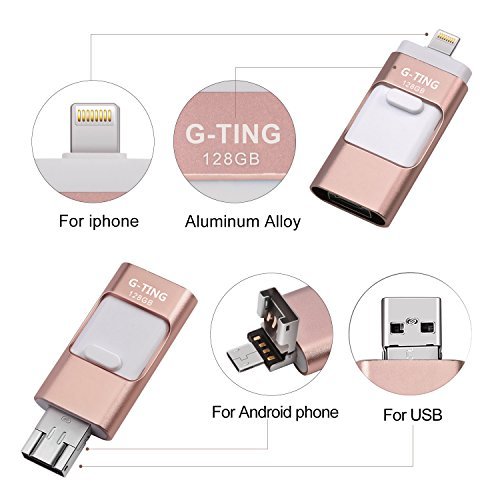 G-TING
128GB
G-TING
128GB
For iphone
Aluminum Alloy
G-TING
128GB
For Android phone
For USB